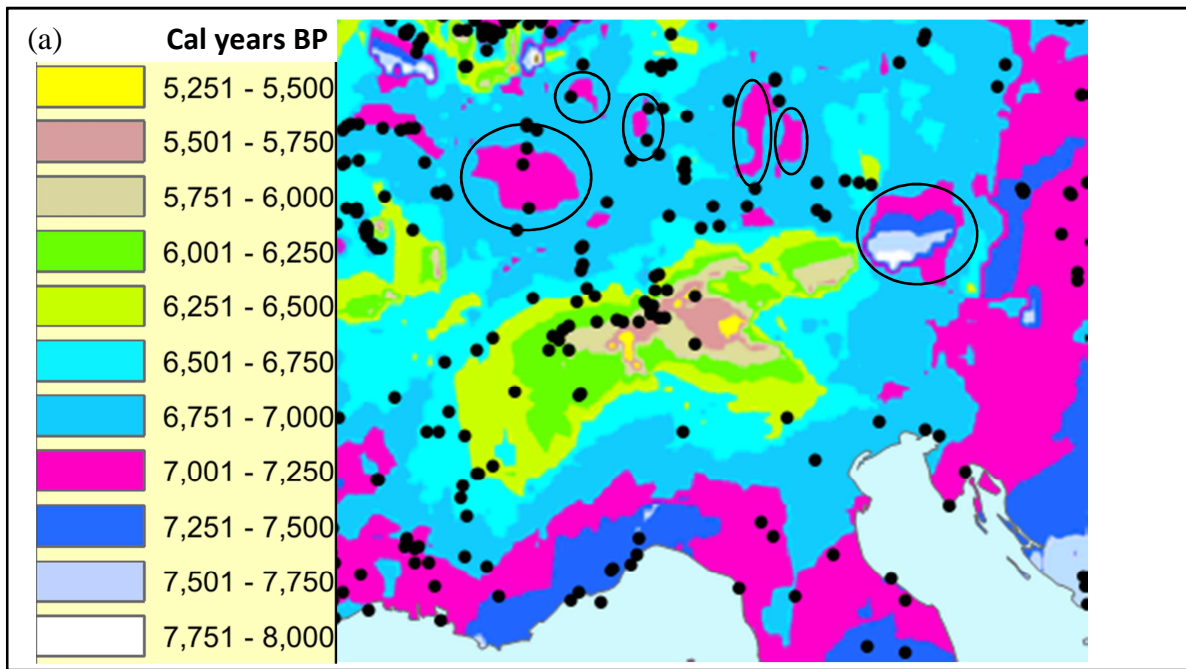 (a) Cal years BP
5,251 - 5,500
5,501 - 5,750
5,751 - 6,000
6,001 - 6,250
6,251 - 6,500
6,501 - 6,750
6,751 - 7,000
7,001 - 7,250
7,251 - 7,500
7,501 - 7,750
7,751 - 8,000